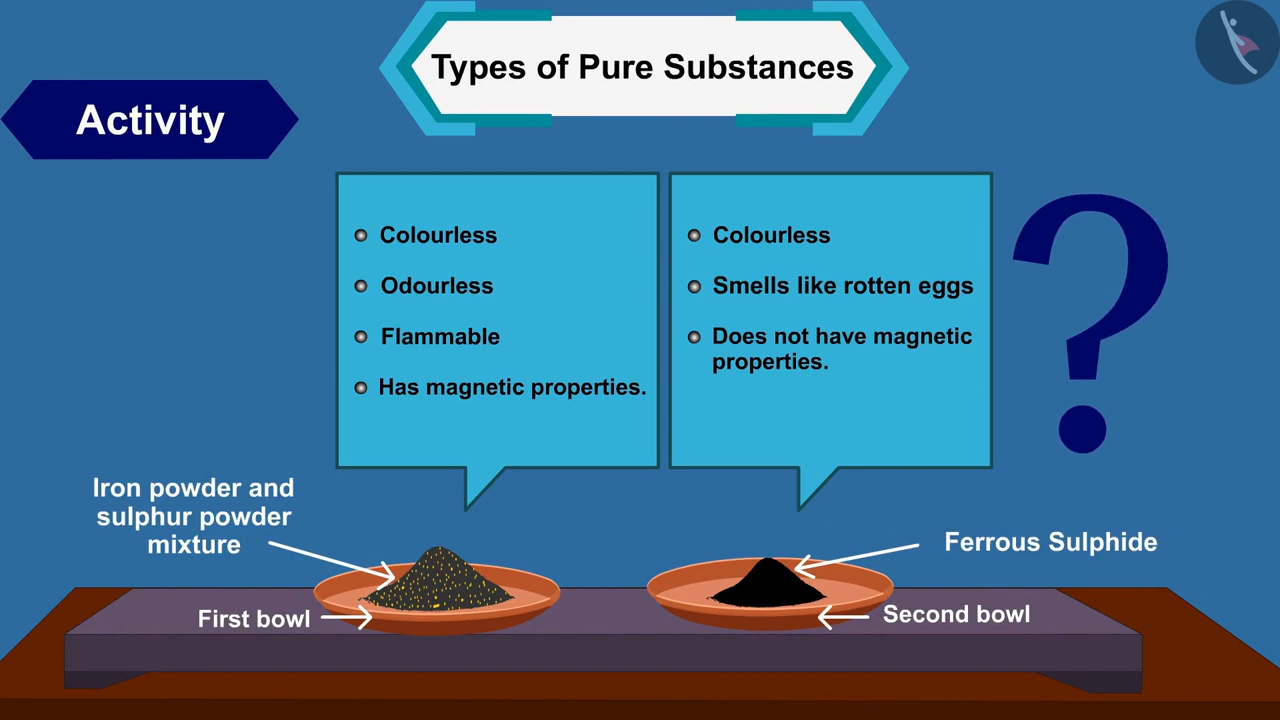 Types of Pure Substances
Activity
Colourless
Odourless
Flammable
Has magnetic properties.
Colourless
Smells like rotten eggs
Does not have magnetic
properties.
?
Iron powder and
sulphur powder
mixture
First bowl
Ferrous Sulphide
Second bowl